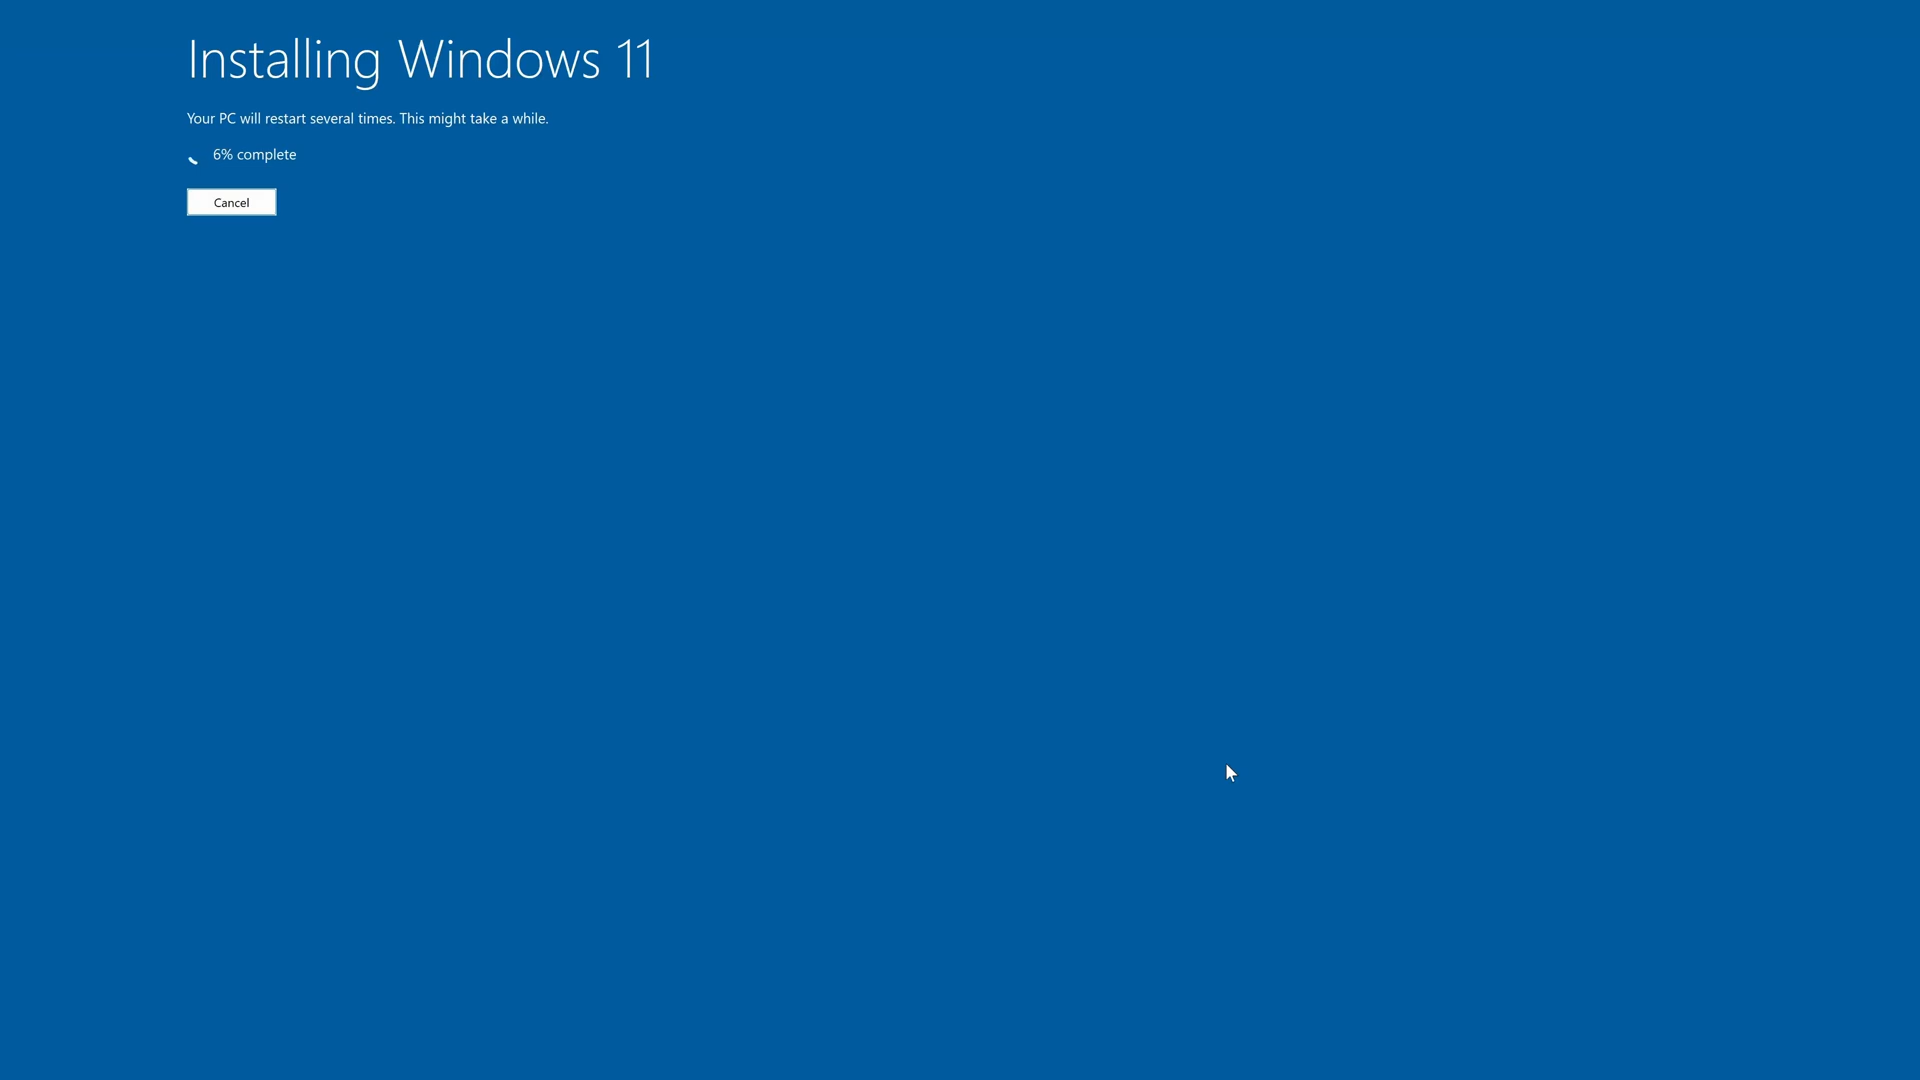 Installing Windows 11
Your PC will restart several times. This might take a while.
6% complete
Cancel